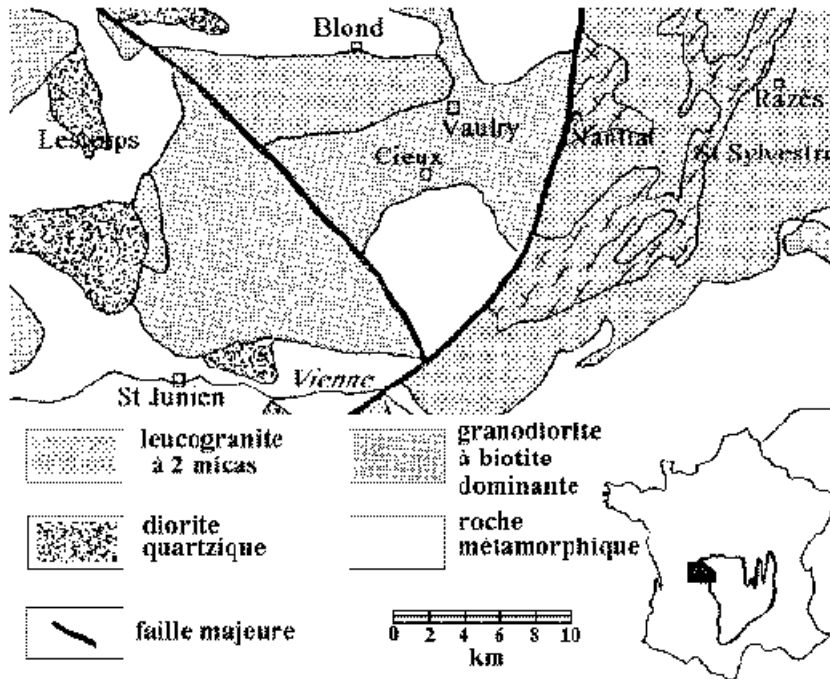 Blond
Razès
Vaulry
Nantiat
Cieux
St Sylvestre
Vienne
St Junien
leucogranite
à 2 micas
granodiorite
à biotite
dominante
diorite
quartzique
roche
métamorphique
faille majeure
0 2 4 6 8 10
km